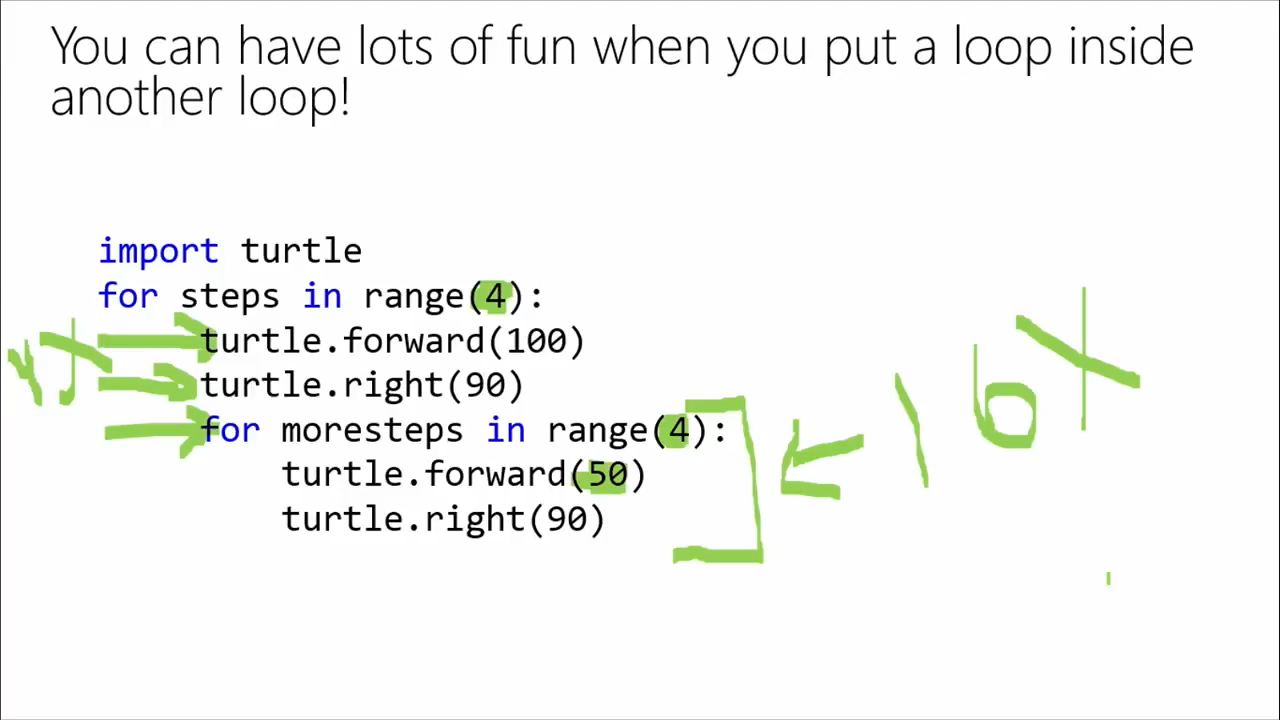 You can have lots of fun when you put a loop inside
another loop!
import turtle
for steps in range(4):
turtle.forward(100)
turtle.right(90)
for moresteps in range(4):
turtle.forward(50)
turtle.right(90)
16x